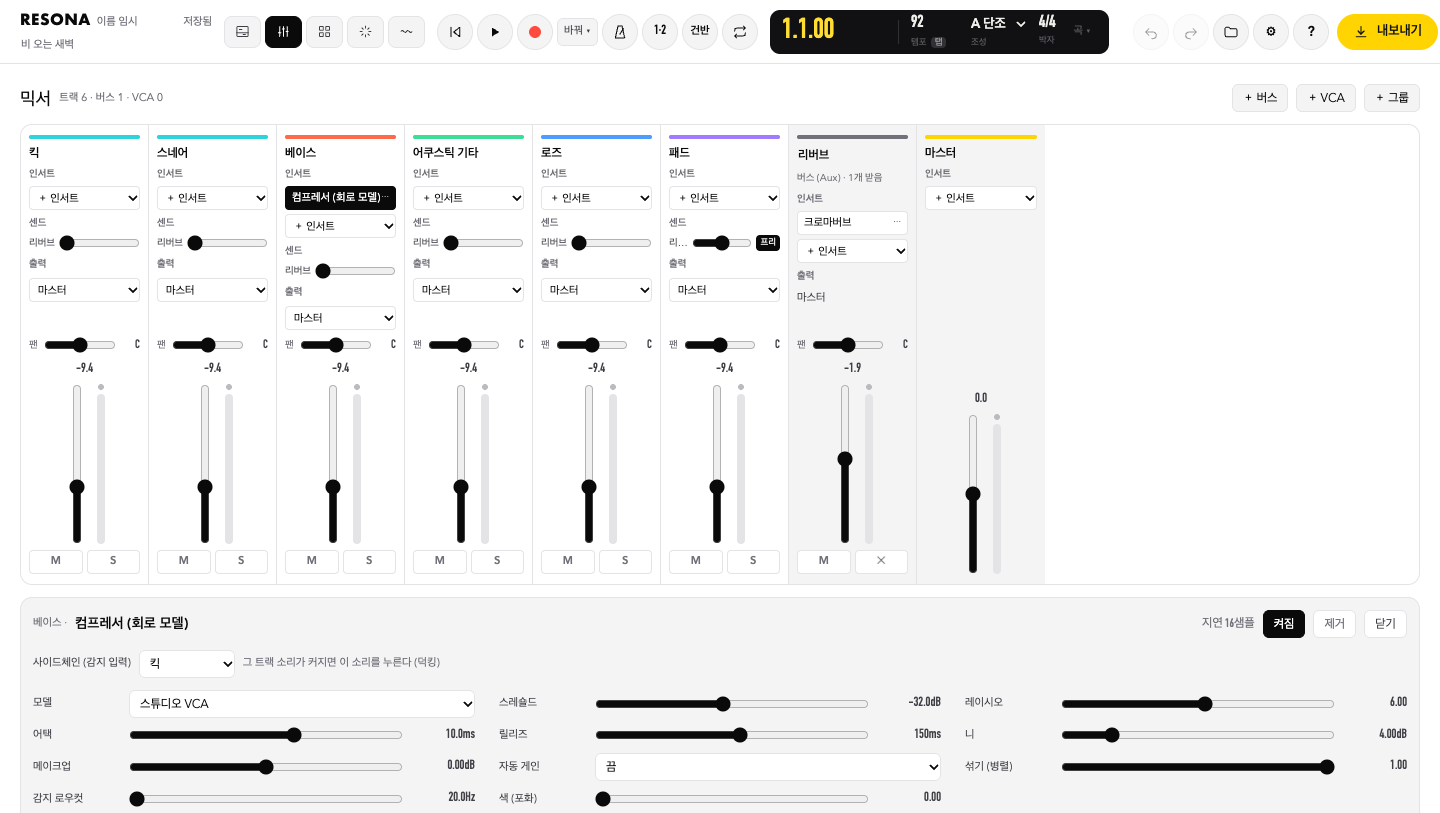 RESONA 이름 임시 저장됨
비 오는 새벽
바꿔 ▾
1·2
건반
1.1.00
92
템포 탭
A 단조
조성
4/4
박자
곡 ▾
?
내보내기
믹서 트랙 6 · 버스 1 · VCA 0
+ 버스 + VCA + 그룹
킥
인서트
+ 인서트
센드
리버브
출력
마스터
팬 C
−9.4
M S
스네어
인서트
+ 인서트
센드
리버브
출력
마스터
팬 C
−9.4
M S
베이스
인서트
컴프레서 (회로 모델)···
+ 인서트
센드
리버브
출력
마스터
팬 C
−9.4
M S
어쿠스틱 기타
인서트
+ 인서트
센드
리버브
출력
마스터
팬 C
−9.4
M S
로즈
인서트
+ 인서트
센드
리버브
출력
마스터
팬 C
−9.4
M S
패드
인서트
+ 인서트
센드
리… 프리
출력
마스터
팬 C
−9.4
M S
리버브
버스 (Aux) · 1개 받음
인서트
크로마버브 ···
+ 인서트
출력
마스터
팬 C
−1.9
M ×
마스터
인서트
+ 인서트
0.0
베이스 · 컴프레서 (회로 모델) 지연 16샘플 켜짐 제거 닫기
사이드체인 (감지 입력) 킥 그 트랙 소리가 커지면 이 소리를 누른다 (덕킹)
모델 스튜디오 VCA 스레숄드 −32.0dB 레이시오 6.00
어택 10.0ms 릴리즈 150ms 니 4.00dB
메이크업 0.00dB 자동 게인 끔 섞기 (병렬) 1.00
감지 로우컷 20.0Hz 색 (포화) 0.00